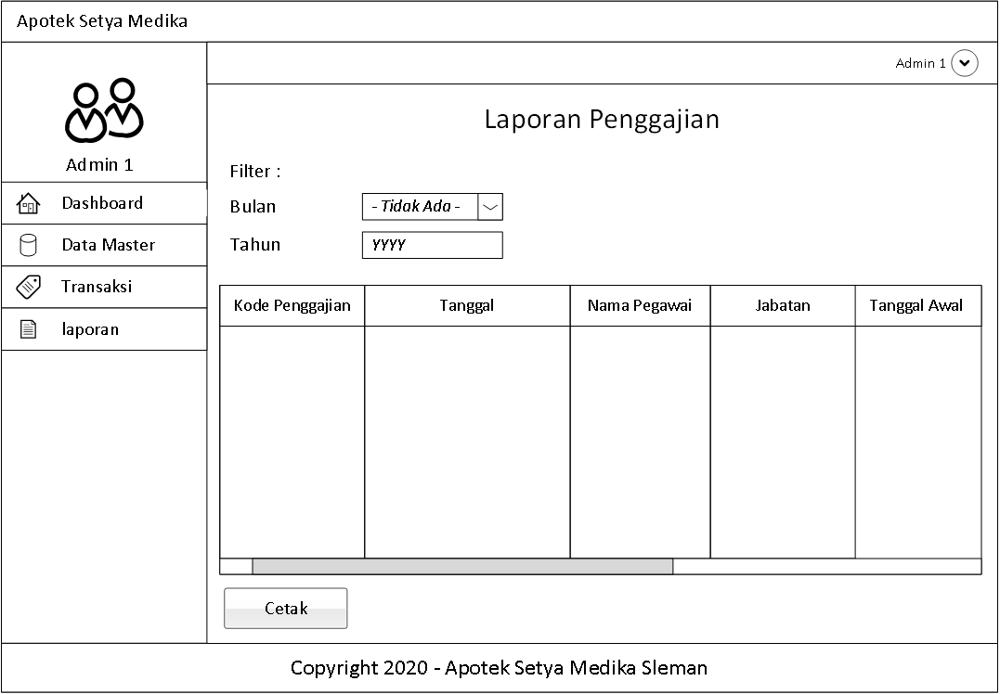 Apotek Setya Medika
Admin 1
Admin 1
Dashboard
Data Master
Transaksi
laporan
Laporan Penggajian
Filter :
Bulan - Tidak Ada -
Tahun YYYY
Kode Penggajian Tanggal Nama Pegawai Jabatan Tanggal Awal
Cetak
Copyright 2020 - Apotek Setya Medika Sleman